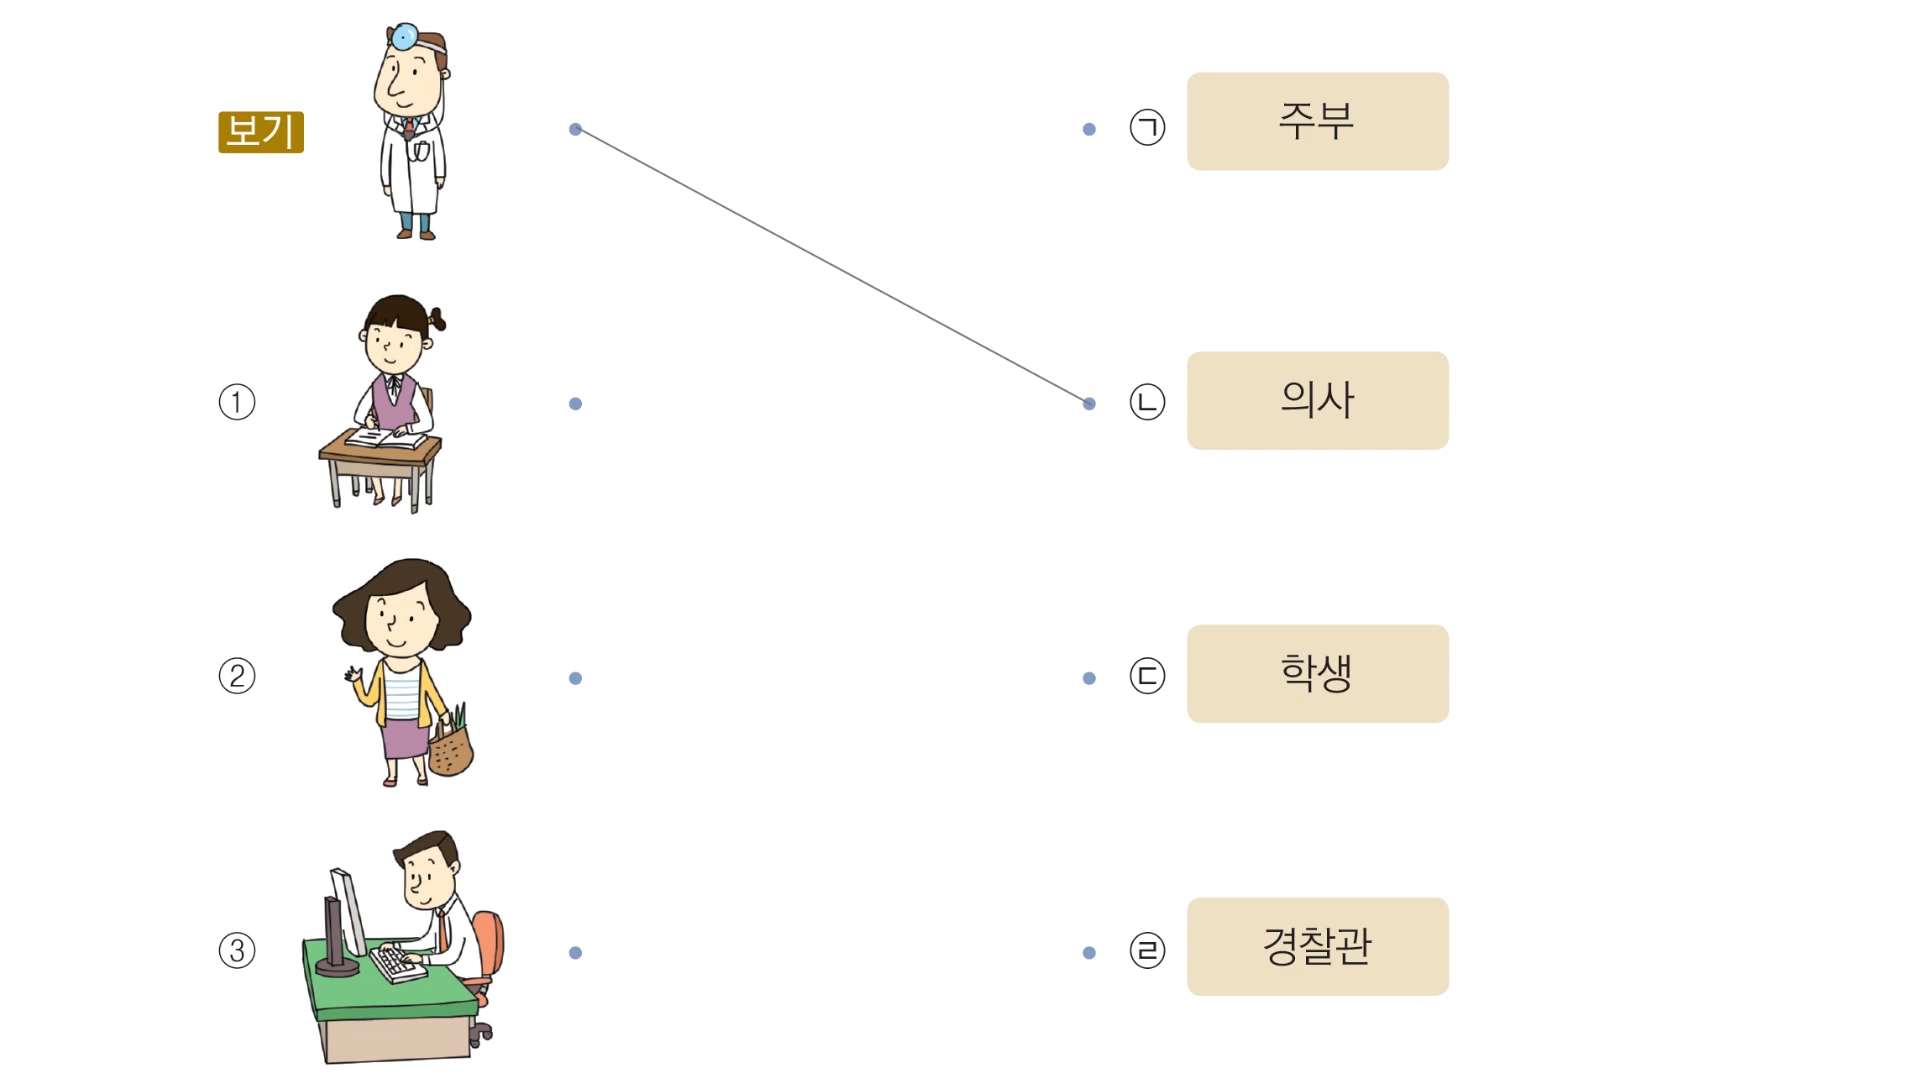 보기
㉠ 주부
① ㉡ 의사
② ㉢ 학생
③ ㉣ 경찰관